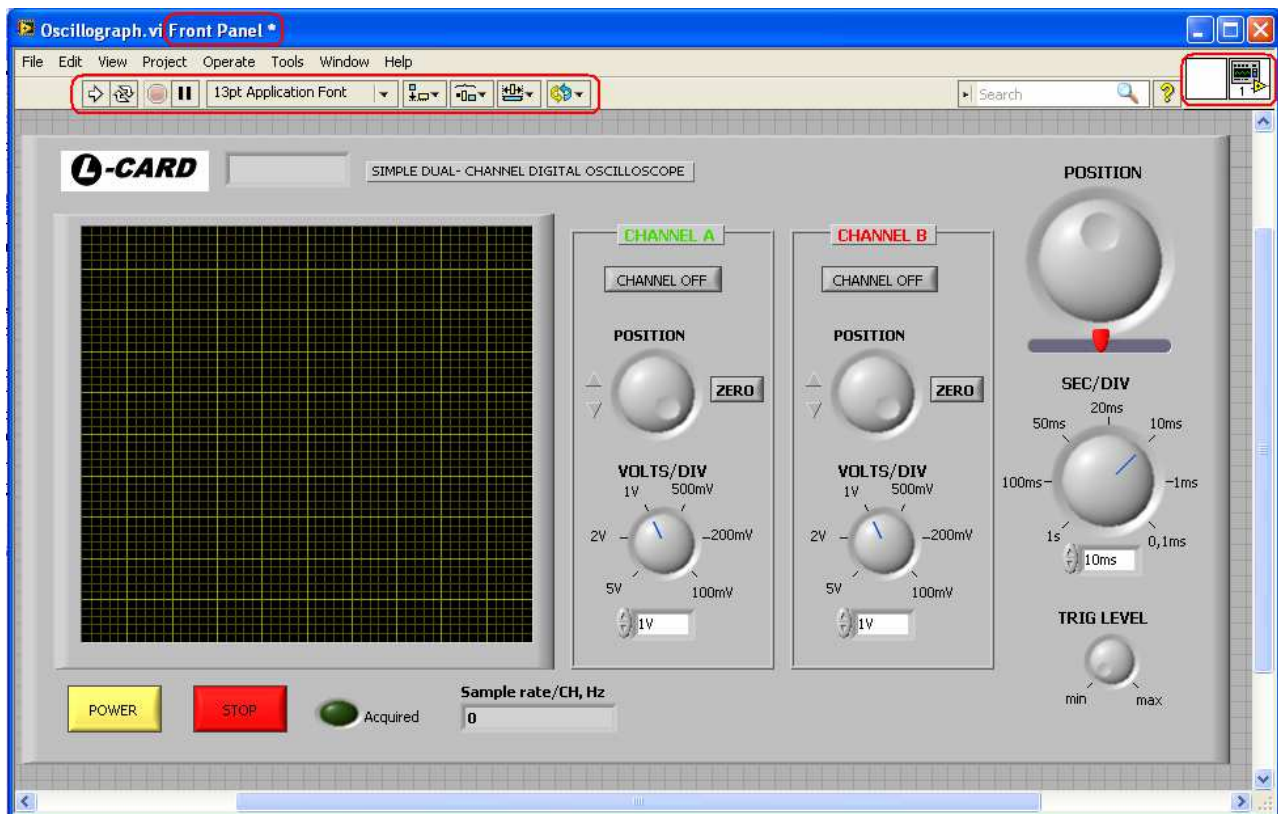 Oscillograph.vi Front Panel *
File Edit View Project Operate Tools Window Help
13pt Application Font
Search
?
1
L-CARD
SIMPLE DUAL- CHANNEL DIGITAL OSCILLOSCOPE
POSITION
CHANNEL A
CHANNEL OFF
POSITION
ZERO
VOLTS/DIV
1V 500mV
2V 200mV
5V 100mV
1V
CHANNEL B
CHANNEL OFF
POSITION
ZERO
VOLTS/DIV
1V 500mV
2V 200mV
5V 100mV
1V
SEC/DIV
20ms
50ms 10ms
100ms 1ms
1s 0,1ms
10ms
TRIG LEVEL
min max
POWER
STOP
Acquired
Sample rate/CH, Hz
0